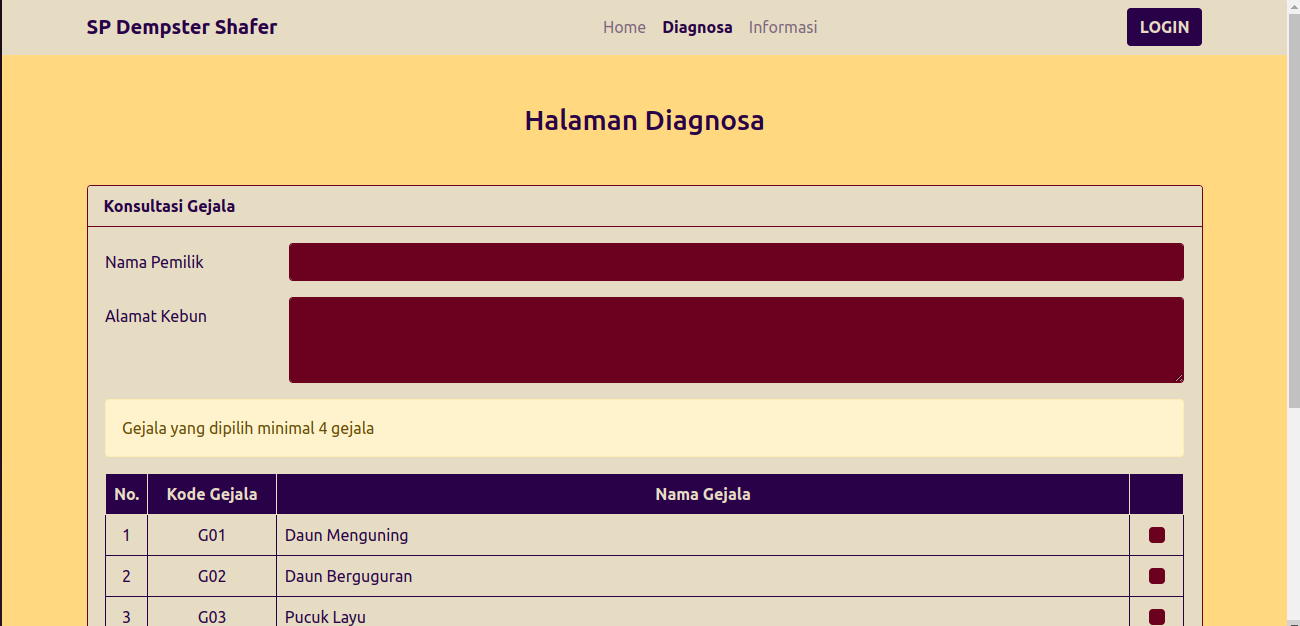 SP Dempster Shafer Home Diagnosa Informasi LOGIN
Halaman Diagnosa
Konsultasi Gejala
Nama Pemilik
Alamat Kebun
Gejala yang dipilih minimal 4 gejala
No. Kode Gejala Nama Gejala
1 G01 Daun Menguning
2 G02 Daun Berguguran
3 G03 Pucuk Layu